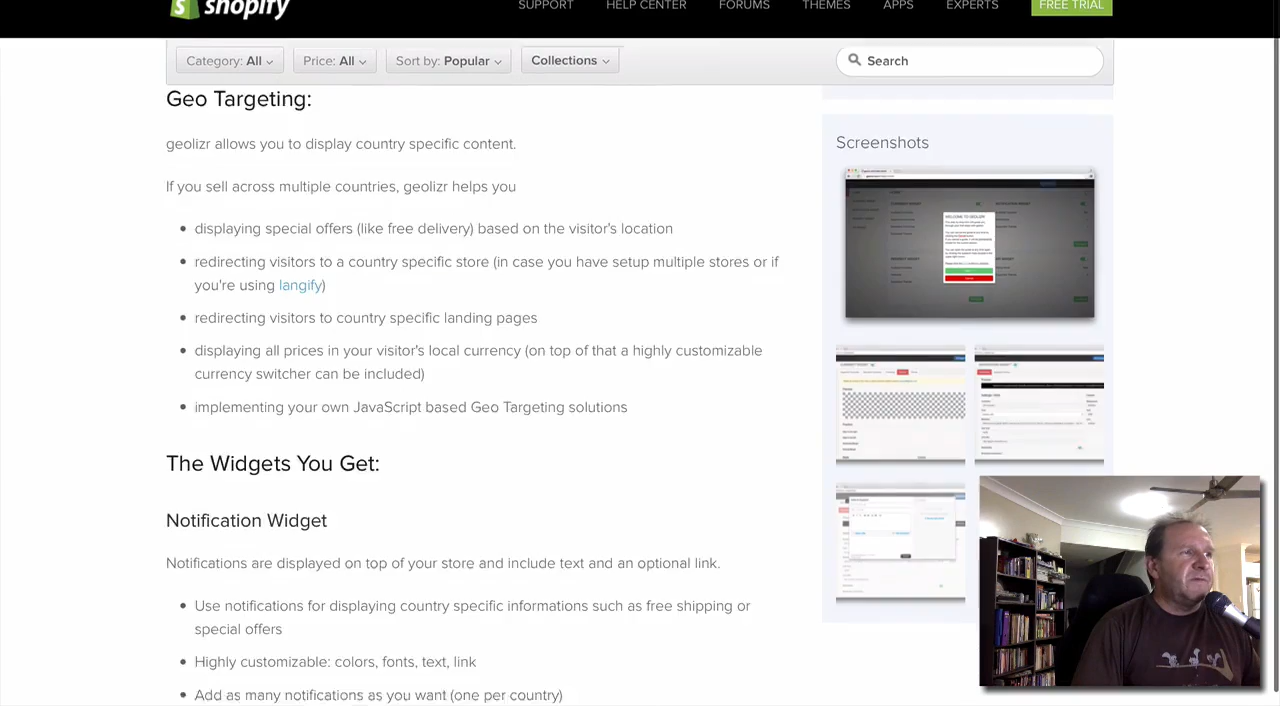 shopify
SUPPORT HELP CENTER FORUMS THEMES APPS EXPERTS FREE TRIAL
Category: All Price: All Sort by: Popular Collections Search
Geo Targeting:
geolizr allows you to display country specific content.
If you sell across multiple countries, geolizr helps you
displaying special offers (like free delivery) based on the visitor's location
redirecting visitors to a country specific store (in case you have setup multiple stores or if
you're using langify)
redirecting visitors to country specific landing pages
displaying all prices in your visitor's local currency (on top of that a highly customizable
currency switcher can be included)
implementing your own JavaScript based Geo Targeting solutions
The Widgets You Get:
Notification Widget
Notifications are displayed on top of your store and include text and an optional link.
Use notifications for displaying country specific informations such as free shipping or
special offers
Highly customizable: colors, fonts, text, link
Add as many notifications as you want (one per country)
Screenshots